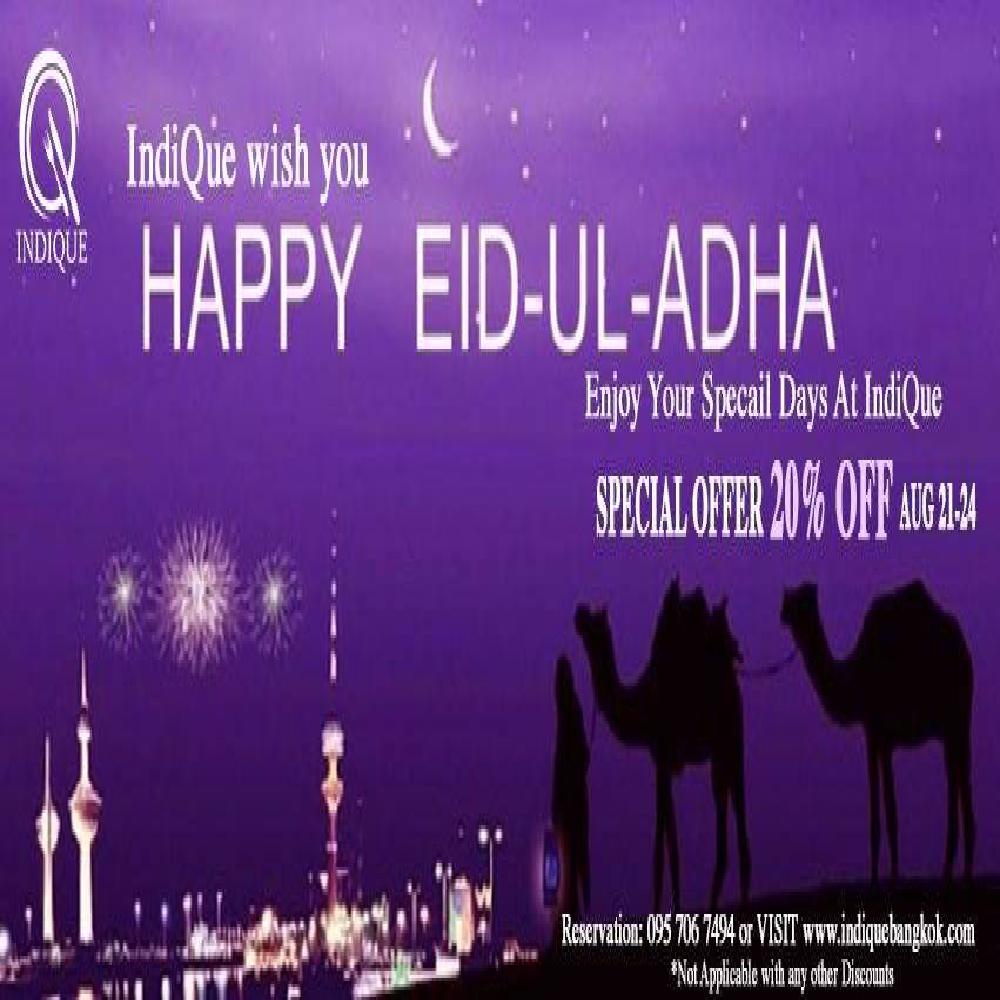 INDIQUE
IndiQue wish you
HAPPY EID-UL-ADHA
Enjoy Your Specail Days At IndiQue
SPECIAL OFFER 20% OFF AUG 21-24
Reservation: 095 706 7494 or VISIT www.indiquebangkok.com
*Not Applicable with any other Discounts